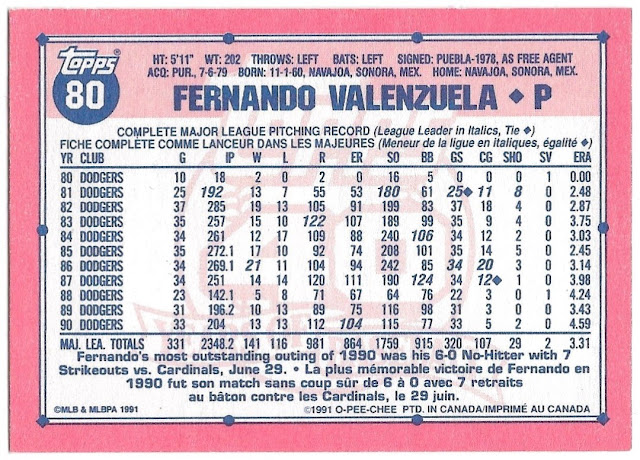 Topps
80
HT: 5'11" WT: 202 THROWS: LEFT BATS: LEFT SIGNED: PUEBLA-1978, AS FREE AGENT
ACQ: PUR., 7-6-79 BORN: 11-1-60, NAVAJOA, SONORA, MEX. HOME: NAVAJOA, SONORA, MEX.
FERNANDO VALENZUELA ◆ P
COMPLETE MAJOR LEAGUE PITCHING RECORD (League Leader in Italics, Tie ◆)
FICHE COMPLÈTE COMME LANCEUR DANS LES MAJEURES (Meneur de la ligue en italiques, égalité ◆)
YR CLUB G IP W L R ER SO BB GS CG SHO SV ERA
80 DODGERS 10 18 2 0 2 0 16 5 0 0 0 1 0.00
81 DODGERS 25 192 13 7 55 53 180 61 25◆ 11 8 0 2.48
82 DODGERS 37 285 19 13 105 91 199 83 37 18 4 0 2.87
83 DODGERS 35 257 15 10 122 107 189 99 35 9 4 0 3.75
84 DODGERS 34 261 12 17 109 88 240 106 34 12 2 0 3.03
85 DODGERS 35 272.1 17 10 92 74 208 101 35 14 5 0 2.45
86 DODGERS 34 269.1 21 11 104 94 242 85 34 20 3 0 3.14
87 DODGERS 34 251 14 14 120 111 190 124 34 12◆ 1 0 3.98
88 DODGERS 23 142.1 5 8 71 67 64 76 22 3 0 1 4.24
89 DODGERS 31 196.2 10 13 89 75 116 98 31 3 0 0 3.43
90 DODGERS 33 204 13 13 112 104 115 77 33 5 2 0 4.59
MAJ. LEA. TOTALS 331 2348.2 141 116 981 864 1759 915 320 107 29 2 3.31
Fernando's most outstanding outing of 1990 was his 6-0 No-Hitter with 7
Strikeouts vs. Cardinals, June 29. • La plus mémorable victoire de Fernando en
1990 fut son match sans coup sûr de 6 à 0 avec 7 retraits
au bâton contre les Cardinals, le 29 juin.
©MLB & MLBPA 1991 ©1991 O-PEE-CHEE PTD. IN CANADA/IMPRIMÉ AU CANADA